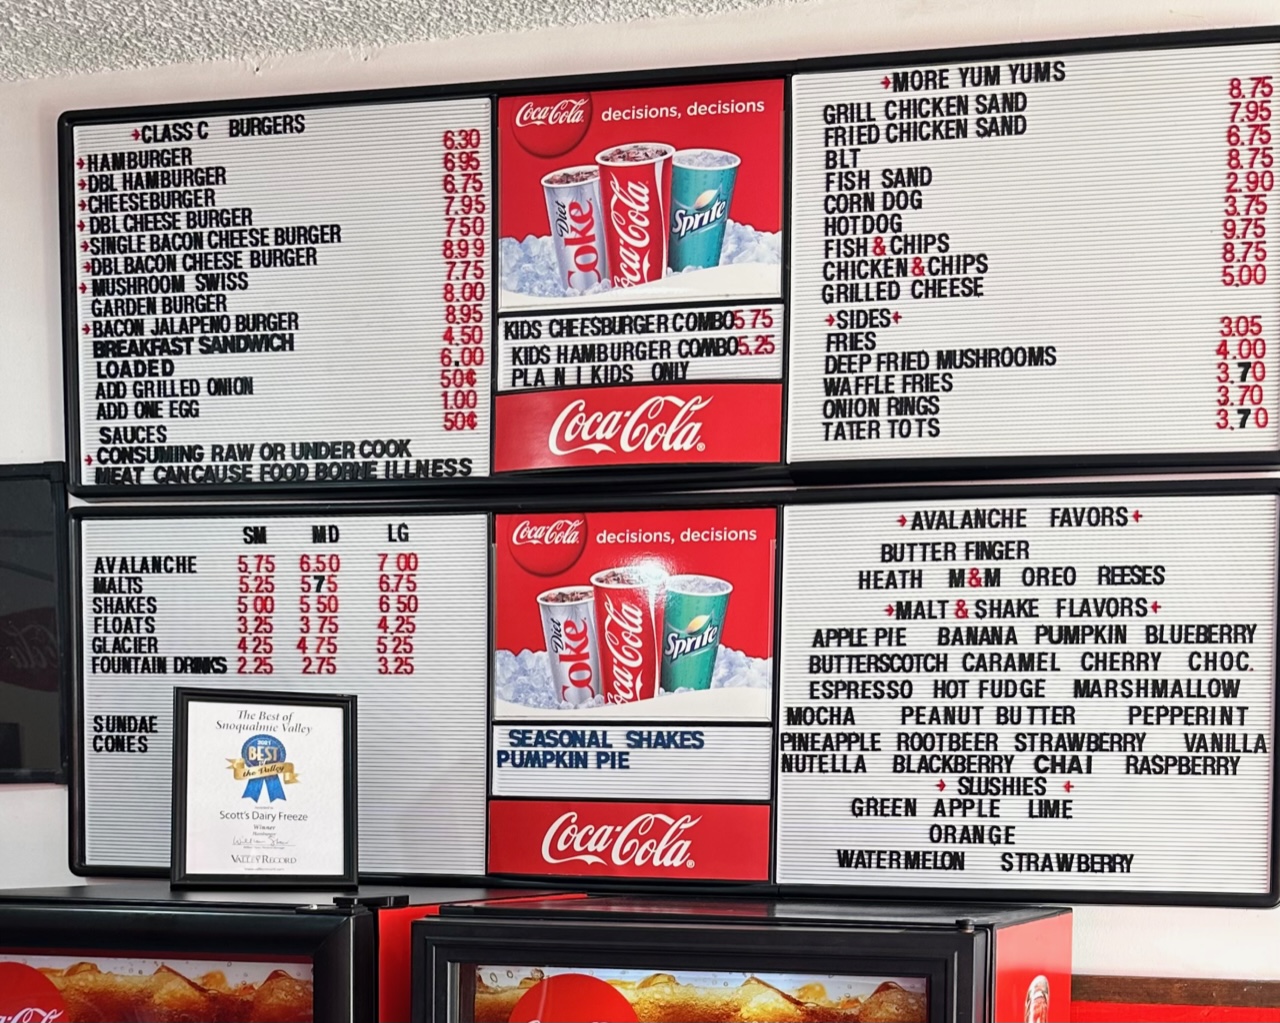 →CLASS C BURGERS
→HAMBURGER 6.30
→DBL HAMBURGER 6.95
→CHEESEBURGER 6.75
→DBL CHEESE BURGER 7.95
→SINGLE BACON CHEESE BURGER 7.50
→DBL BACON CHEESE BURGER 8.99
→MUSHROOM SWISS 7.75
GARDEN BURGER 8.00
→BACON JALAPENO BURGER 8.95
BREAKFAST SANDWICH 4.50
LOADED 6.00
ADD GRILLED ONION 50¢
ADD ONE EGG 1.00
SAUCES 50¢
→CONSUMING RAW OR UNDER COOK
MEAT CANCAUSE FOOD BORNE ILLNESS
Coca-Cola decisions, decisions
Diet Coke
Coca-Cola
Sprite
KIDS CHEESBURGER COMBO 5 75
KIDS HAMBURGER COMBO 5.25
PLA N I KIDS ONLY
Coca-Cola®
→MORE YUM YUMS
GRILL CHICKEN SAND 8.75
FRIED CHICKEN SAND 7.95
BLT 6.75
FISH SAND 8.75
CORN DOG 2.90
HOTDOG 3.75
FISH & CHIPS 9.75
CHICKEN & CHIPS 8.75
GRILLED CHEESE 5.00
→SIDES←
FRIES 3.05
DEEP FRIED MUSHROOMS 4.00
WAFFLE FRIES 3.70
ONION RINGS 3.70
TATER TOTS 3.70
SM MD LG
AVALANCHE 5.75 6.50 7 00
MALTS 5.25 575 6.75
SHAKES 5 00 5 50 6 50
FLOATS 3.25 3 75 4.25
GLACIER 4 25 4 75 5 25
FOUNTAIN DRINKS 2.25 2.75 3.25
SUNDAE
CONES
The Best of
Snoqualmie Valley
BEST
the Valley
Scott's Dairy Freeze
Winner
VALLEY RECORD
Coca-Cola decisions, decisions
Diet Coke
Coca-Cola
Sprite
SEASONAL SHAKES
PUMPKIN PIE
Coca-Cola®
→AVALANCHE FAVORS←
BUTTER FINGER
HEATH M&M OREO REESES
→MALT & SHAKE FLAVORS←
APPLE PIE BANANA PUMPKIN BLUEBERRY
BUTTERSCOTCH CARAMEL CHERRY CHOC.
ESPRESSO HOT FUDGE MARSHMALLOW
MOCHA PEANUT BUTTER PEPPERINT
PINEAPPLE ROOTBEER STRAWBERRY VANILLA
NUTELLA BLACKBERRY CHAI RASPBERRY
→ SLUSHIES ←
GREEN APPLE LIME
ORANGE
WATERMELON STRAWBERRY